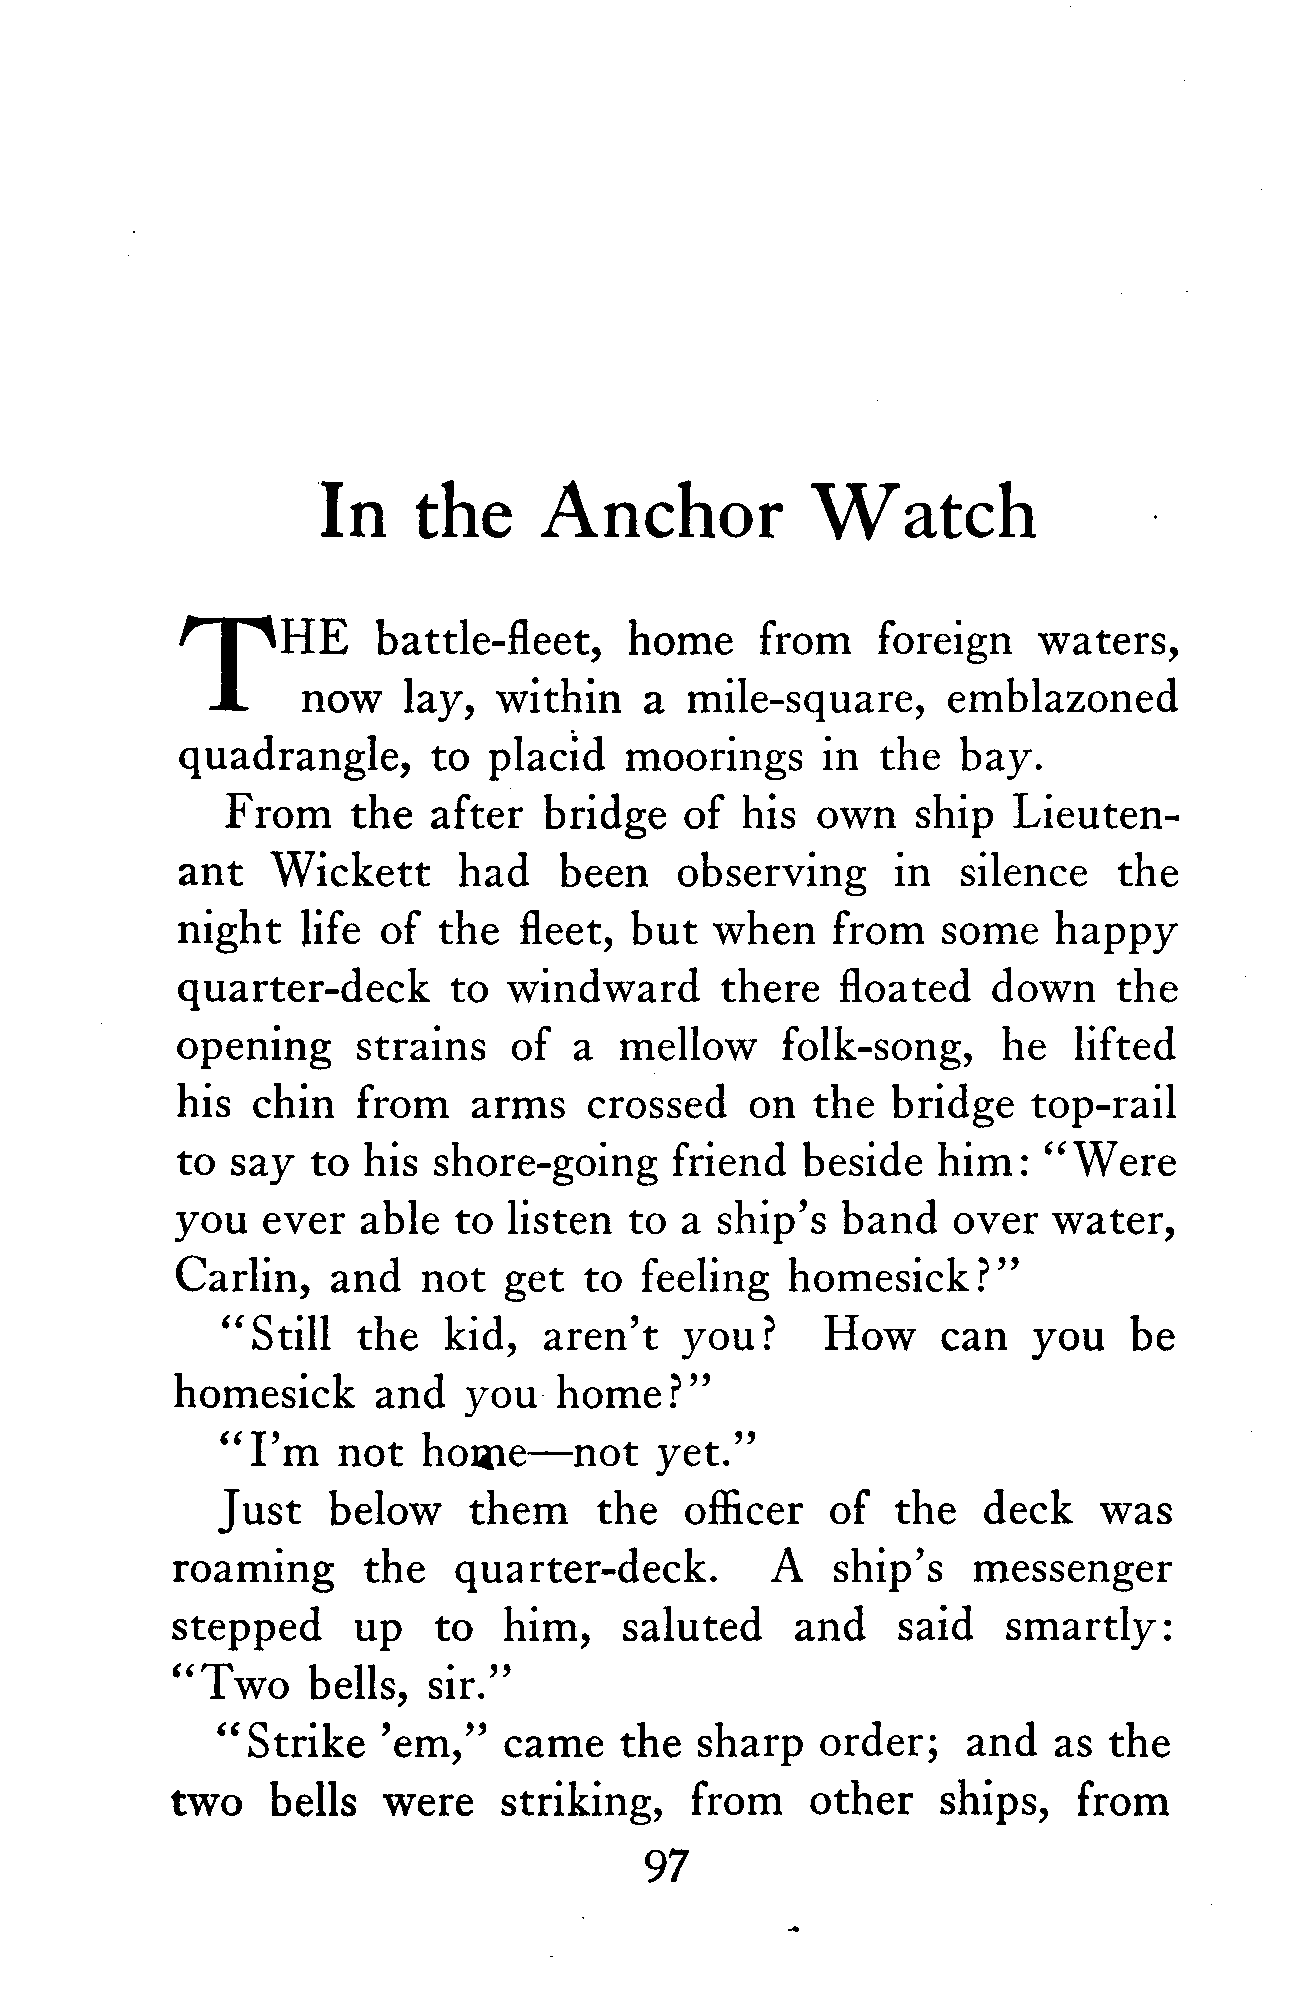 In the Anchor Watch
THE battle-fleet, home from foreign waters,
now lay, within a mile-square, emblazoned
quadrangle, to placid moorings in the bay.
From the after bridge of his own ship Lieuten-
ant Wickett had been observing in silence the
night life of the fleet, but when from some happy
quarter-deck to windward there floated down the
opening strains of a mellow folk-song, he lifted
his chin from arms crossed on the bridge top-rail
to say to his shore-going friend beside him: "Were
you ever able to listen to a ship's band over water,
Carlin, and not get to feeling homesick?"
"Still the kid, aren't you? How can you be
homesick and you home?"
"I'm not home—not yet."
Just below them the officer of the deck was
roaming the quarter-deck. A ship's messenger
stepped up to him, saluted and said smartly:
"Two bells, sir."
"Strike 'em," came the sharp order; and as the
two bells were striking, from other ships, from
97